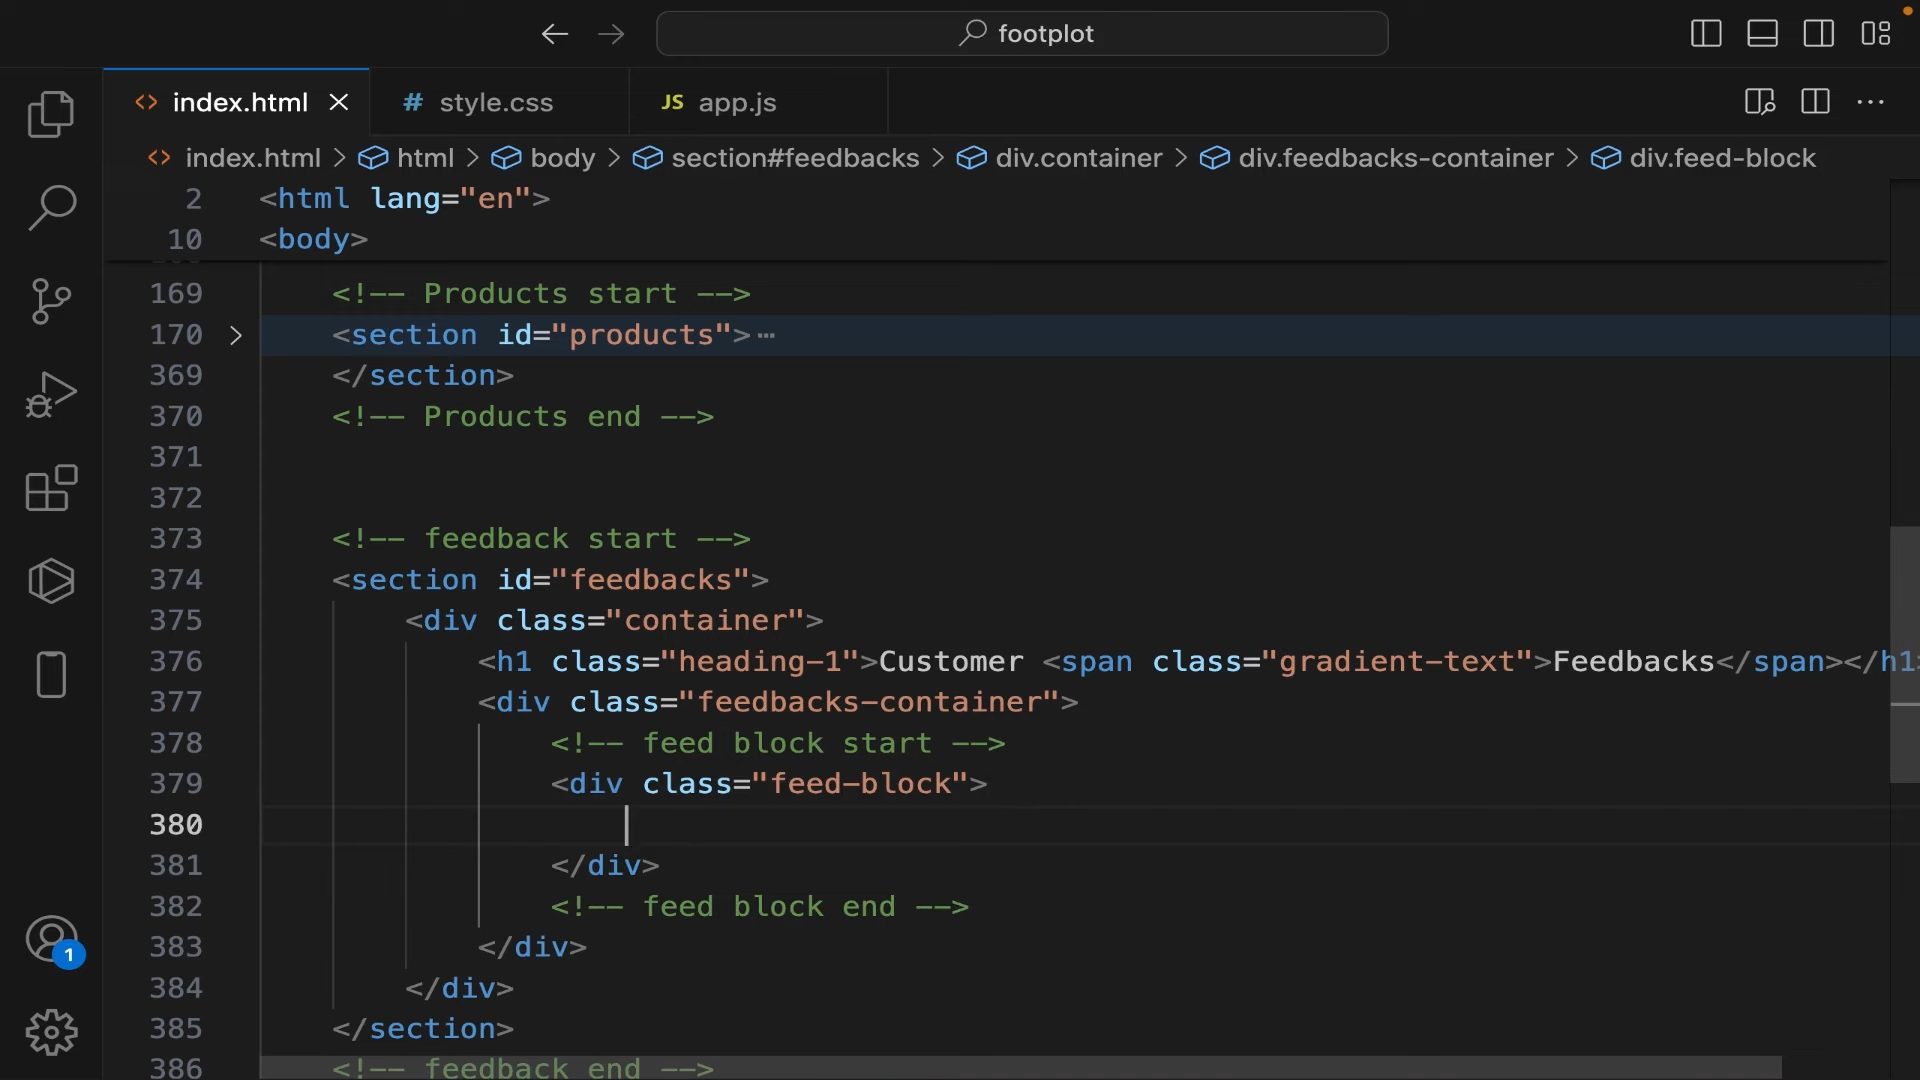 footplot
index.html
# style.css
JS app.js
index.html > html > body > section#feedbacks > div.container > div.feedbacks-container > div.feed-block
2 <html lang="en">
10 <body>
169 <!-- Products start -->
170 <section id="products">
369 </section>
370 <!-- Products end -->
371
372
373 <!-- feedback start -->
374 <section id="feedbacks">
375 <div class="container">
376 <h1 class="heading-1">Customer <span class="gradient-text">Feedbacks</span></h1>
377 <div class="feedbacks-container">
378 <!-- feed block start -->
379 <div class="feed-block">
380
381 </div>
382 <!-- feed block end -->
383 </div>
384 </div>
385 </section>
386 <!-- feedback end -->
1